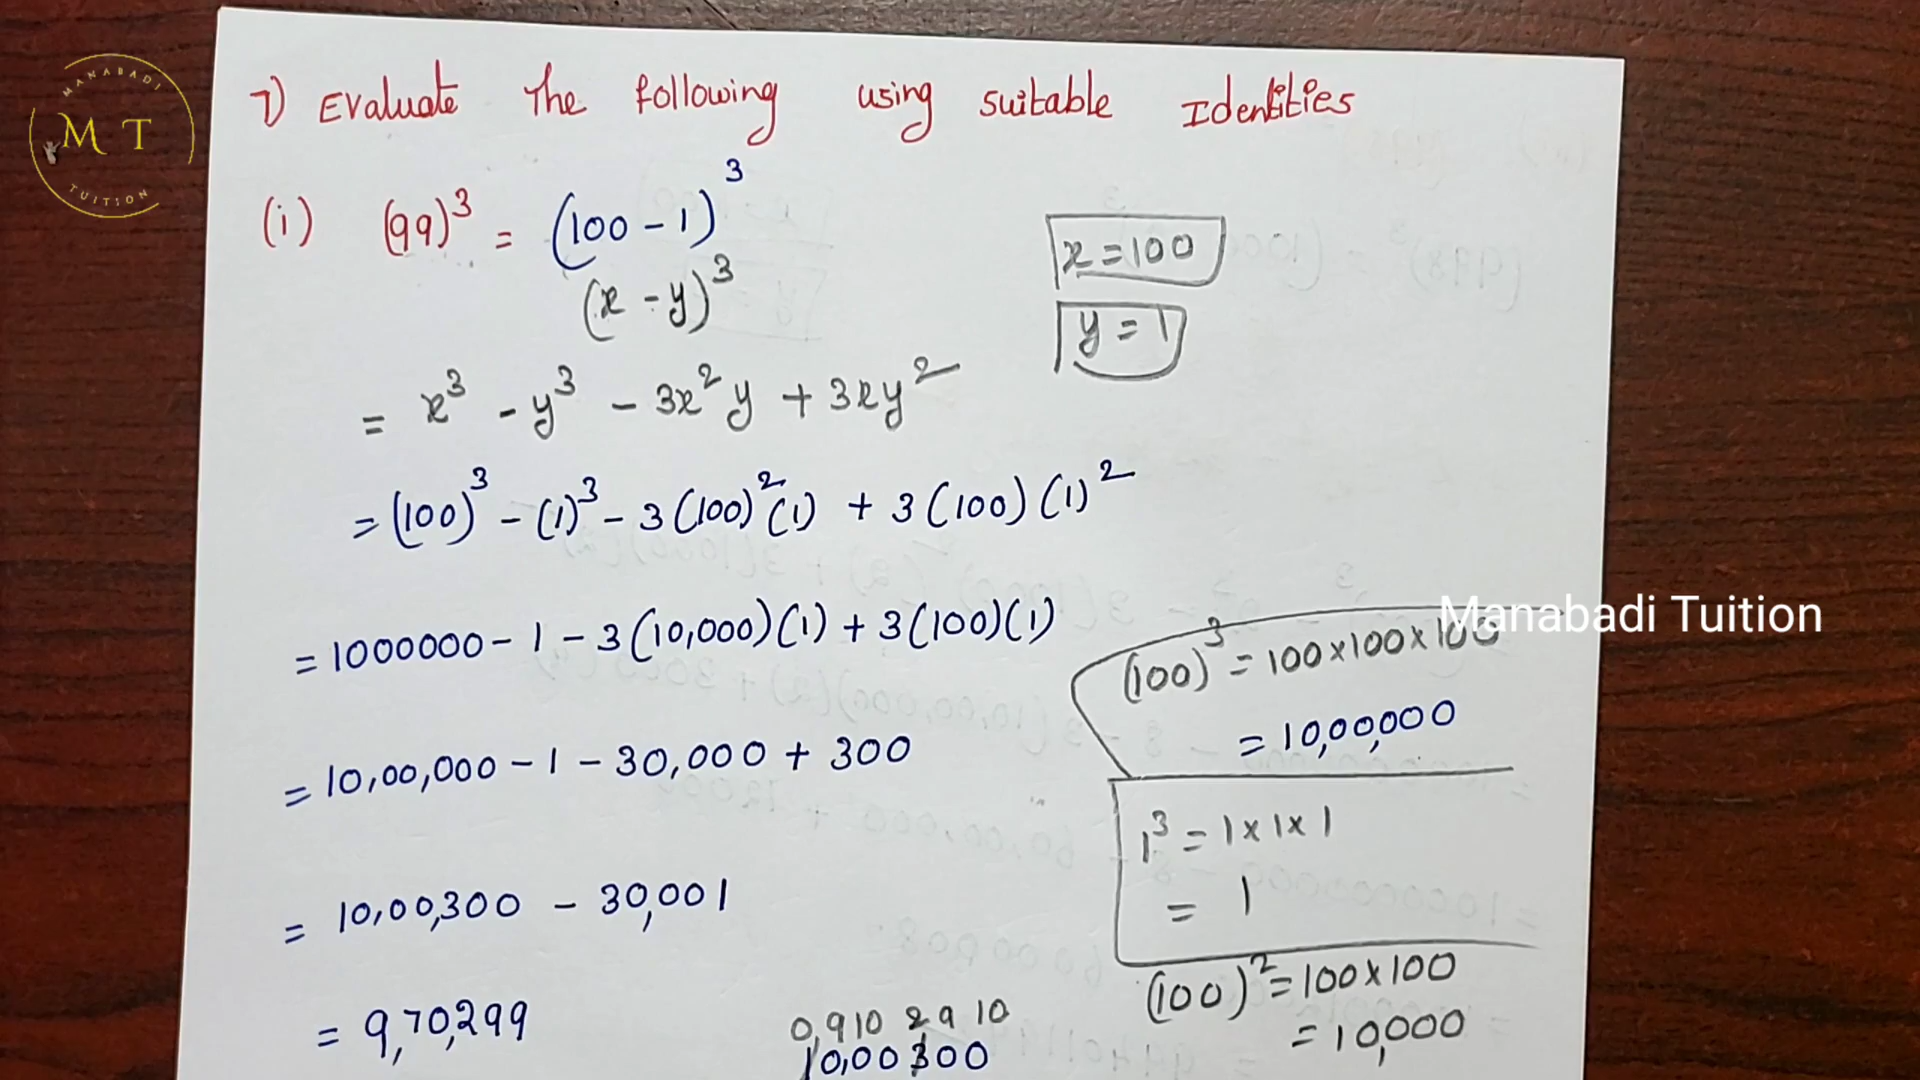 MANABADI
MT
TUITION
7) Evaluate The following using suitable Identities
(i) (99)³ = (100 - 1)³
(x - y)³
x = 100
y = 1
= x³ - y³ - 3x²y + 3xy²
= (100)³ - (1)³ - 3(100)²(1) + 3(100)(1)²
= 1000000 - 1 - 3(10,000)(1) + 3(100)(1)
Manabadi Tuition
(100)³ = 100×100×100
= 10,00,000
= 10,00,000 - 1 - 30,000 + 300
1³ = 1×1×1
= 1
= 10,00,300 - 30,001
(100)² = 100×100
= 10,000
= 9,70,299
0,910 2 9 10
10,00300